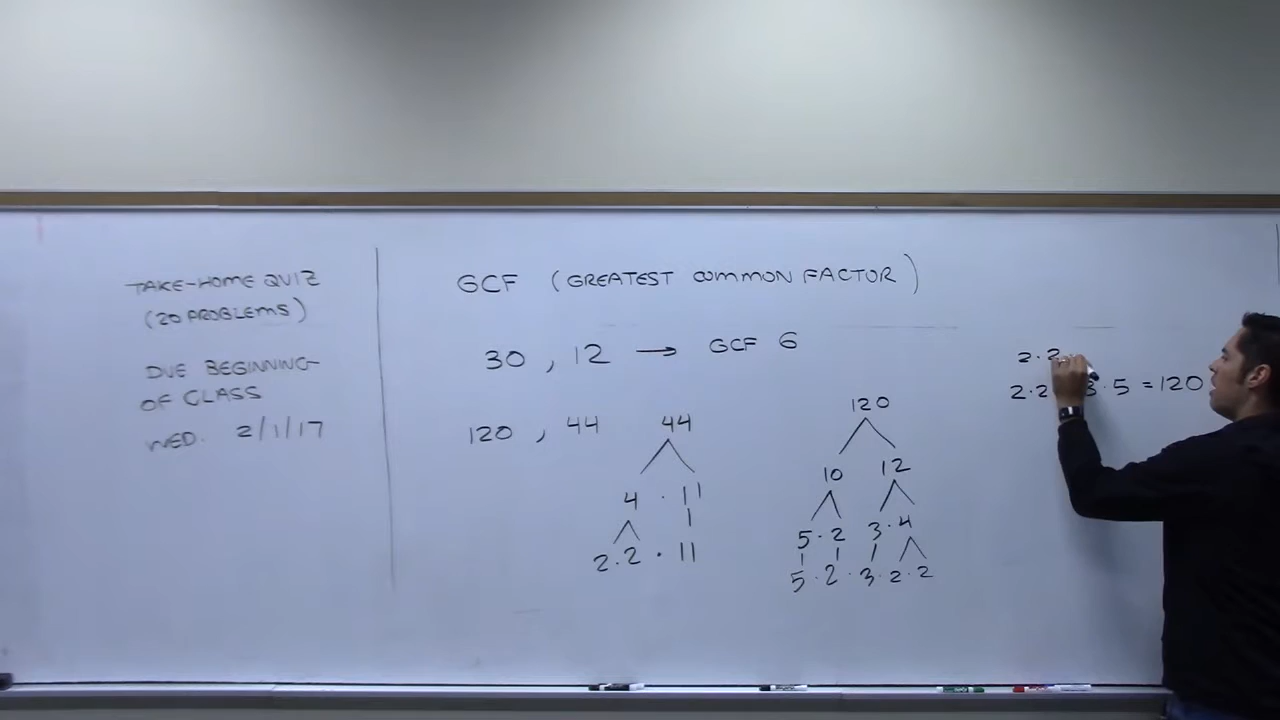 TAKE-HOME QUIZ
(20 PROBLEMS)
DUE BEGINNING
OF CLASS
WED. 2/1/17
GCF (GREATEST COMMON FACTOR)
30 , 12 → GCF 6
120 , 44
44
4 · 11
2 · 2 · 11
120
10 12
5 · 2 3 · 4
5 · 2 · 3 · 2 · 2
2 · 2
2 · 2 3 · 5 = 120